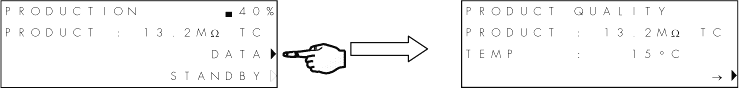 PRODUCTION 40%
PRODUCT : 13.2MΩ TC
DATA
STANDBY
PRODUCT QUALITY
PRODUCT : 13.2MΩ TC
TEMP : 15°C
→